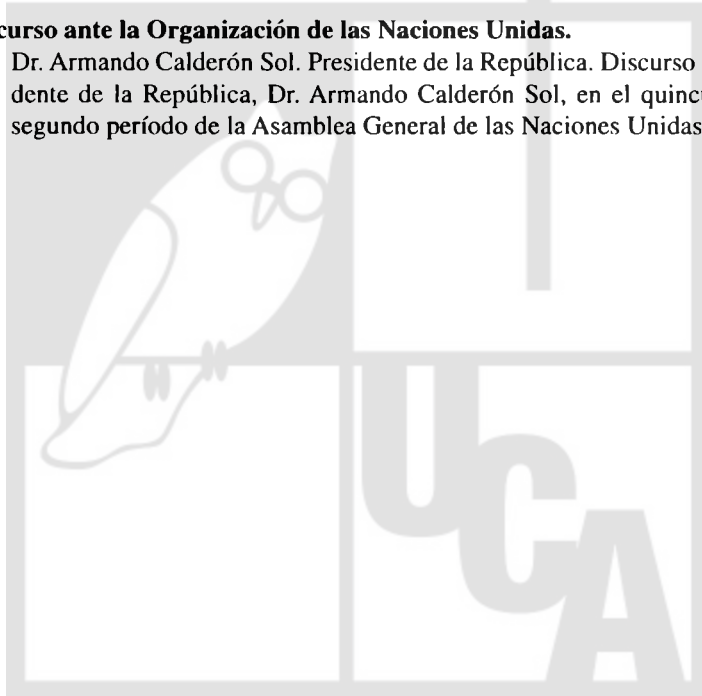 curso ante la Organización de las Naciones Unidas.
Dr. Armando Calderón Sol. Presidente de la República. Discurso
dente de la República, Dr. Armando Calderón Sol, en el quincu
segundo período de la Asamblea General de las Naciones Unidas
UCA